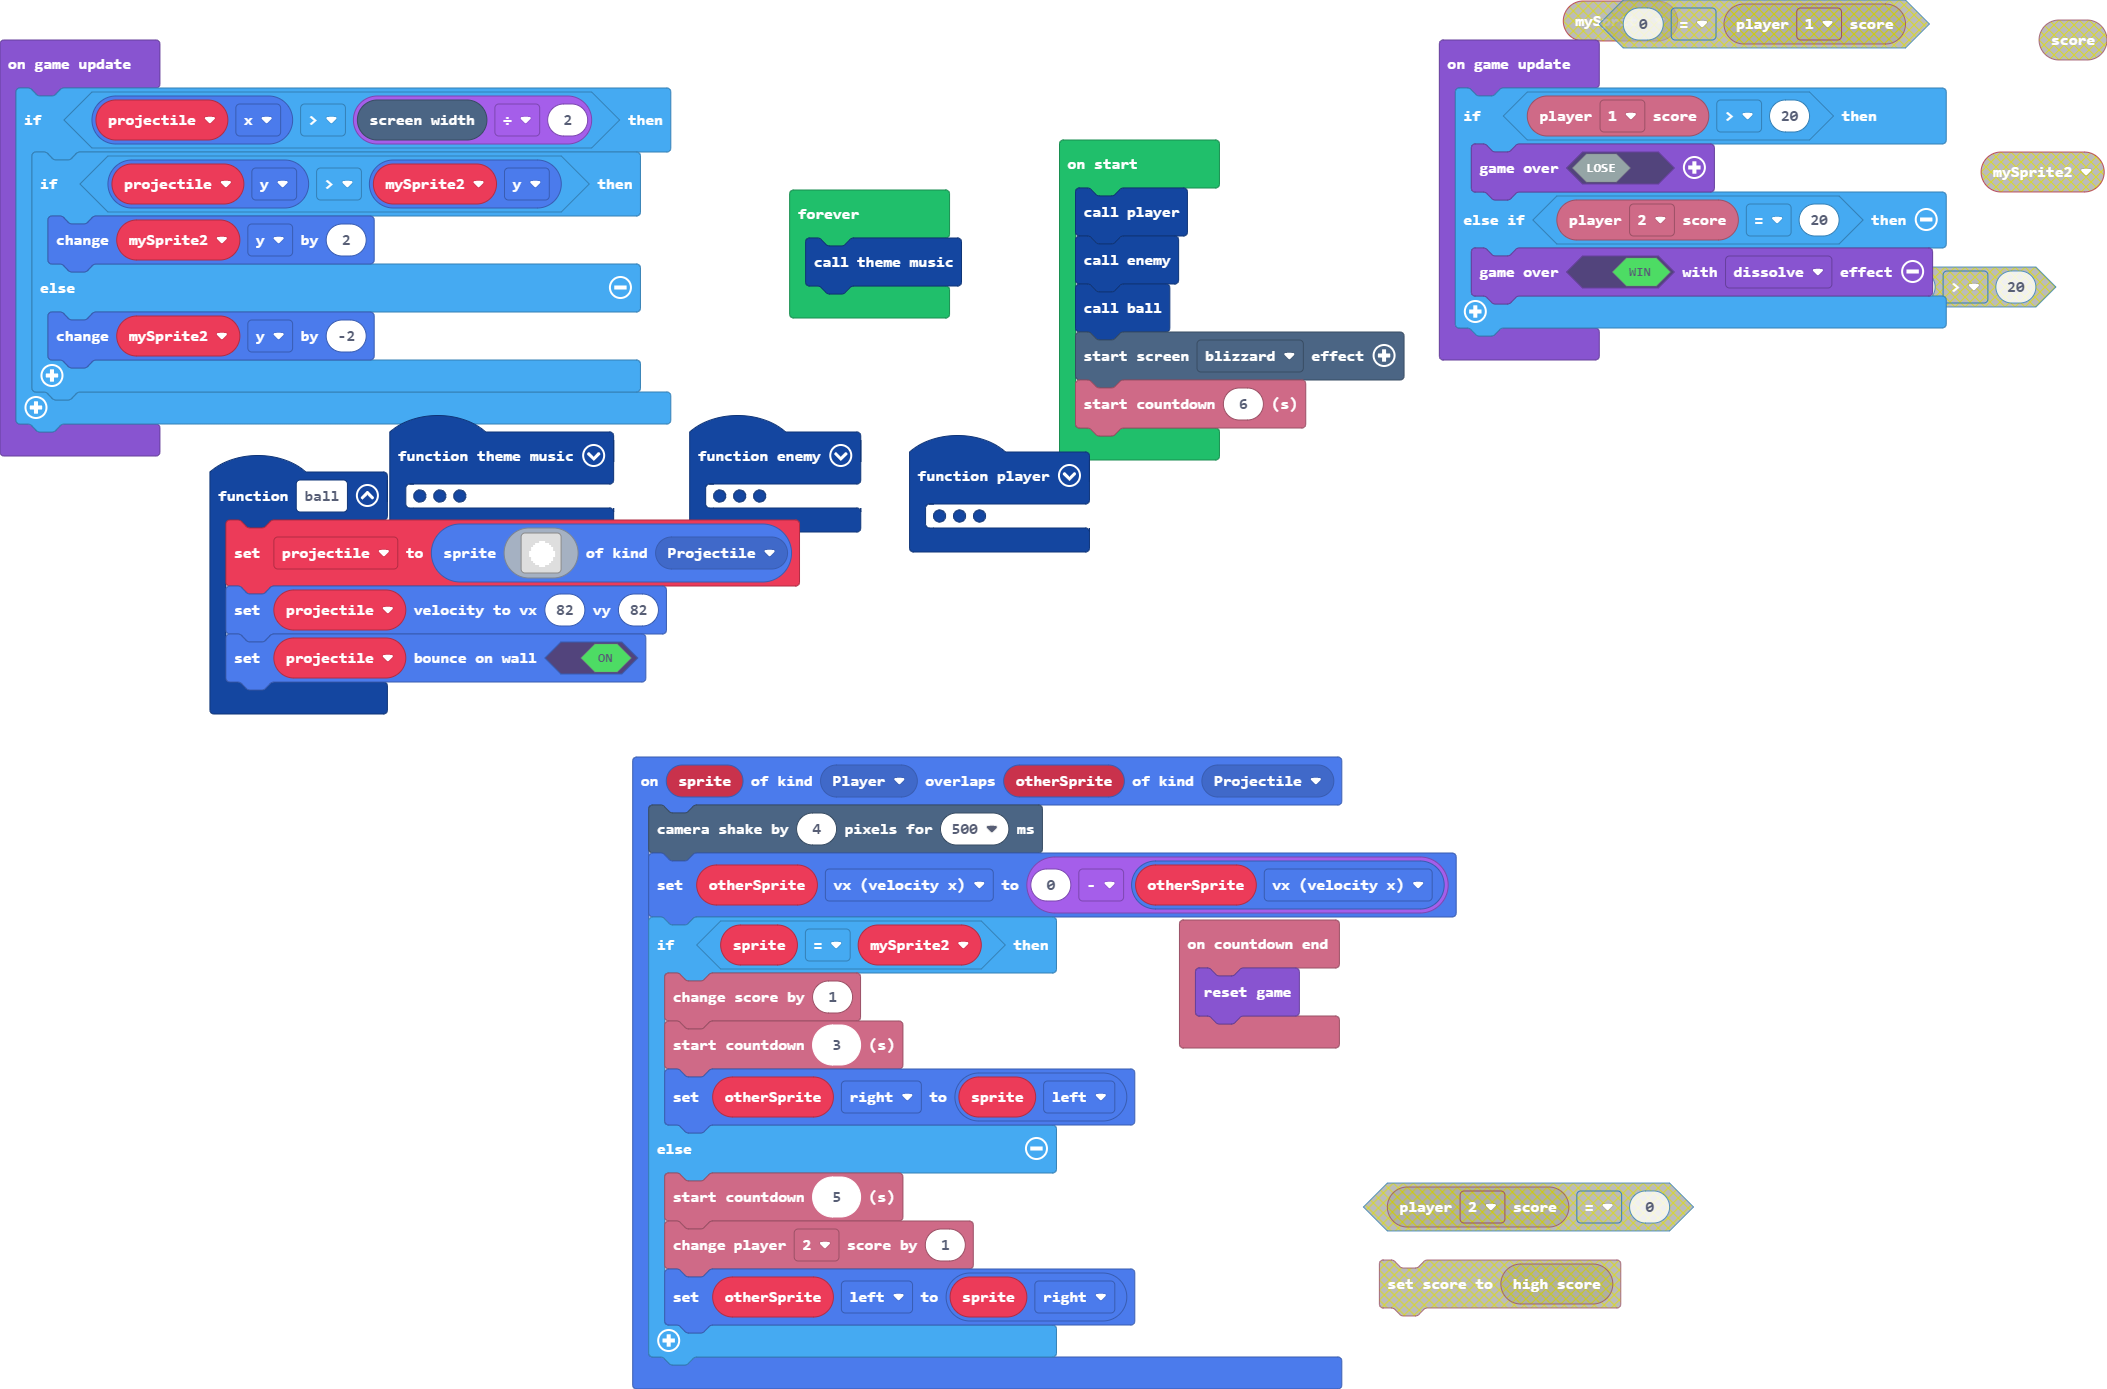 on game update
if projectile x > screen width ÷ 2 then
if projectile y > mySprite2 y then
change mySprite2 y by 2
else
change mySprite2 y by -2
forever
call theme music
on start
call player
call enemy
call ball
start screen blizzard effect
start countdown 6 (s)
0 = player 1 score
score
on game update
if player 1 score > 20 then
game over LOSE
else if player 2 score = 20 then
game over WIN with dissolve effect
mySprite2
> 20
function theme music
function enemy
function player
function ball
set projectile to sprite of kind Projectile
set projectile velocity to vx 82 vy 82
set projectile bounce on wall ON
on sprite of kind Player overlaps otherSprite of kind Projectile
camera shake by 4 pixels for 500 ms
set otherSprite vx (velocity x) to 0 - otherSprite vx (velocity x)
if sprite = mySprite2 then
change score by 1
start countdown 3 (s)
set otherSprite right to sprite left
else
start countdown 5 (s)
change player 2 score by 1
set otherSprite left to sprite right
on countdown end
reset game
player 2 score = 0
set score to high score